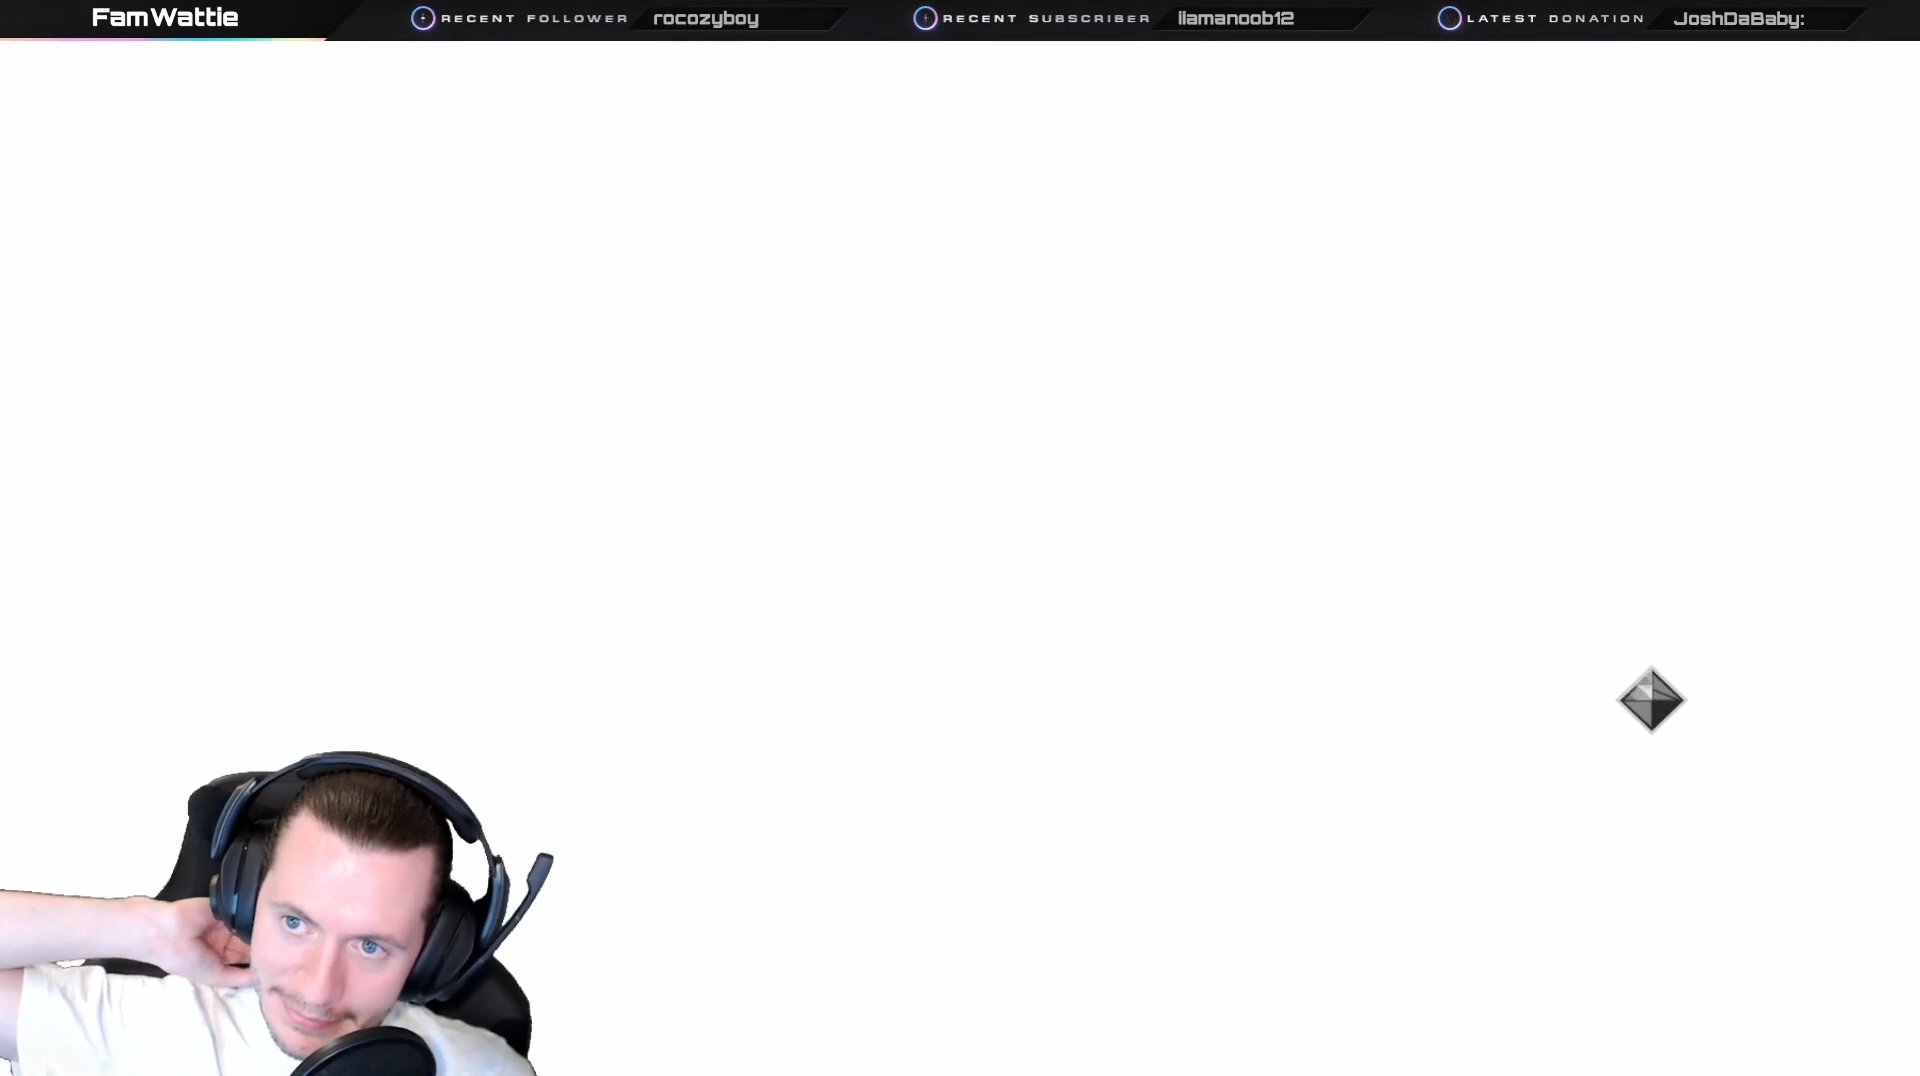 FamWattie
RECENT FOLLOWER rocozyboy
RECENT SUBSCRIBER llamanoob12
LATEST DONATION JoshDaBaby: